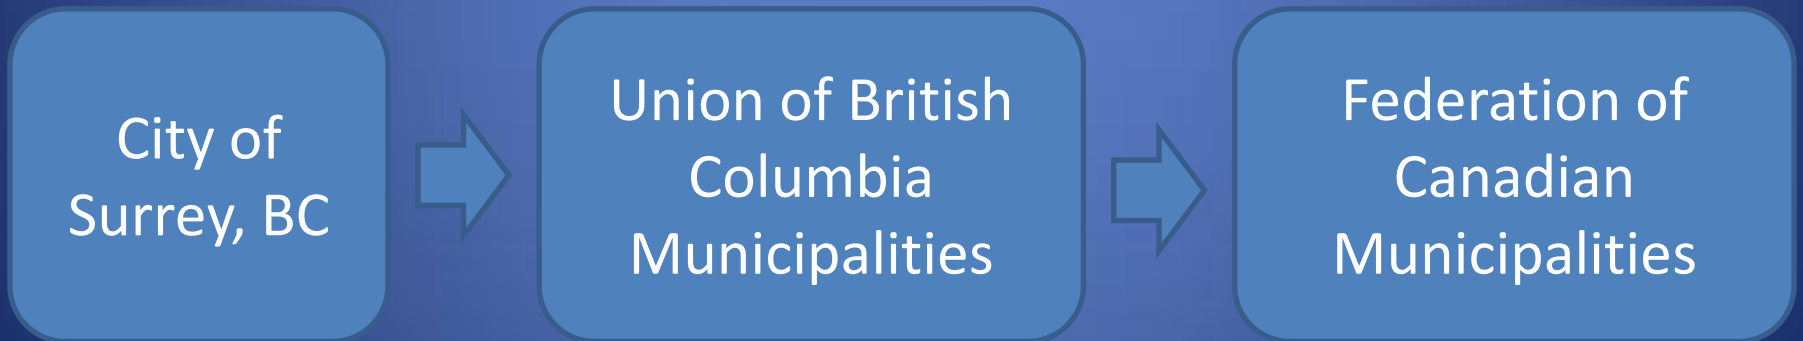 City of
Surrey, BC
Union of British
Columbia
Municipalities
Federation of
Canadian
Municipalities